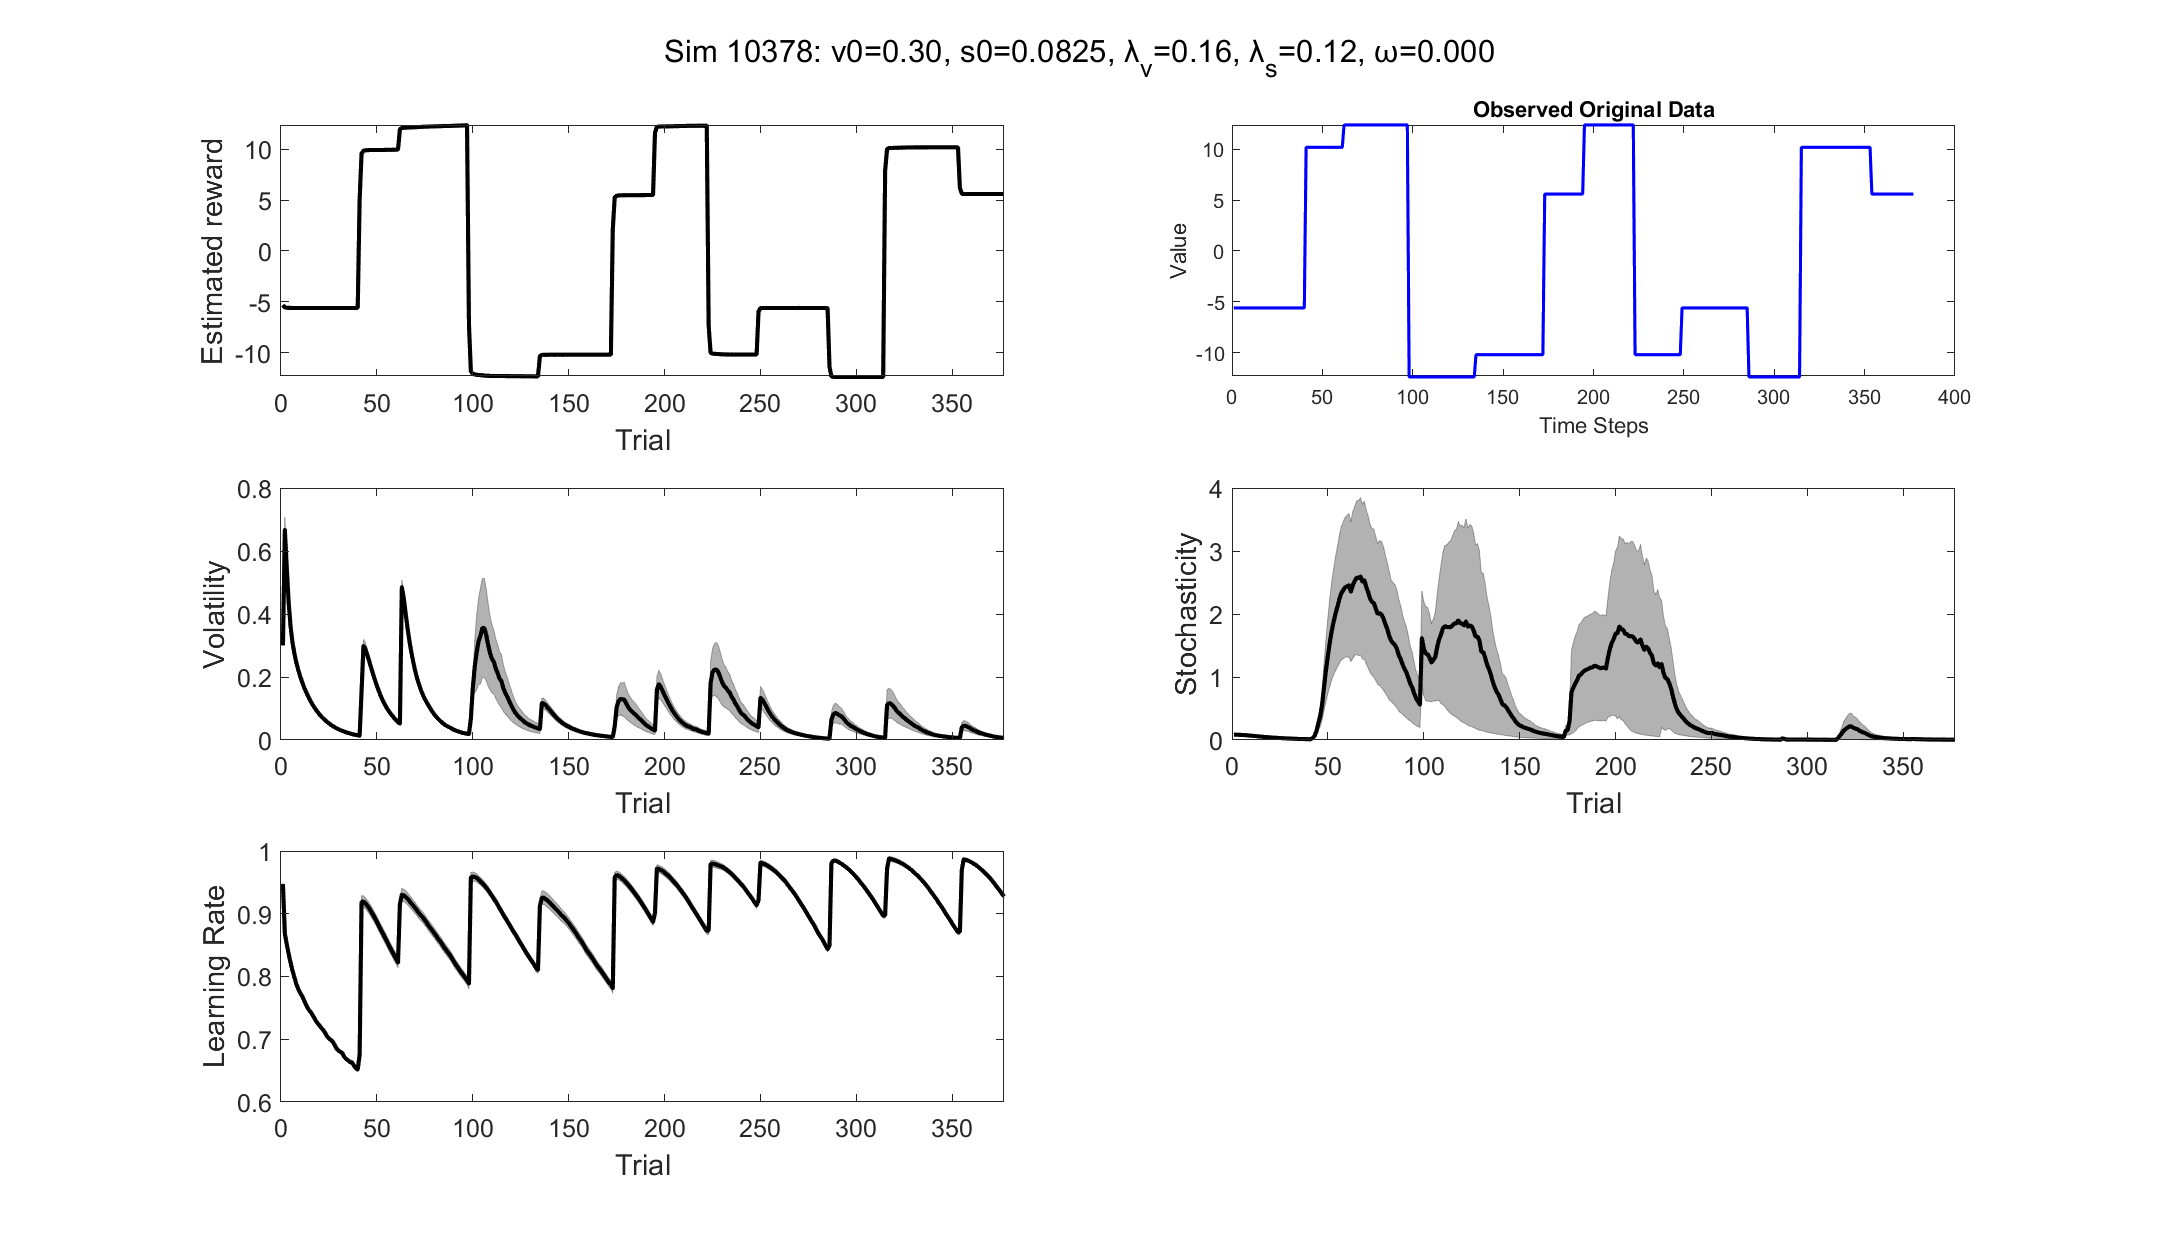 Sim 10378: v0=0.30, s0=0.0825, λv=0.16, λs=0.12, ω=0.000
Estimated reward
10
5
0
-5
-10
0 50 100 150 200 250 300 350
Trial
Observed Original Data
Value
10
5
0
-5
-10
0 50 100 150 200 250 300 350 400
Time Steps
Volatility
0.8
0.6
0.4
0.2
0
0 50 100 150 200 250 300 350
Trial
Stochasticity
4
3
2
1
0
0 50 100 150 200 250 300 350
Trial
Learning Rate
1
0.9
0.8
0.7
0.6
0 50 100 150 200 250 300 350
Trial